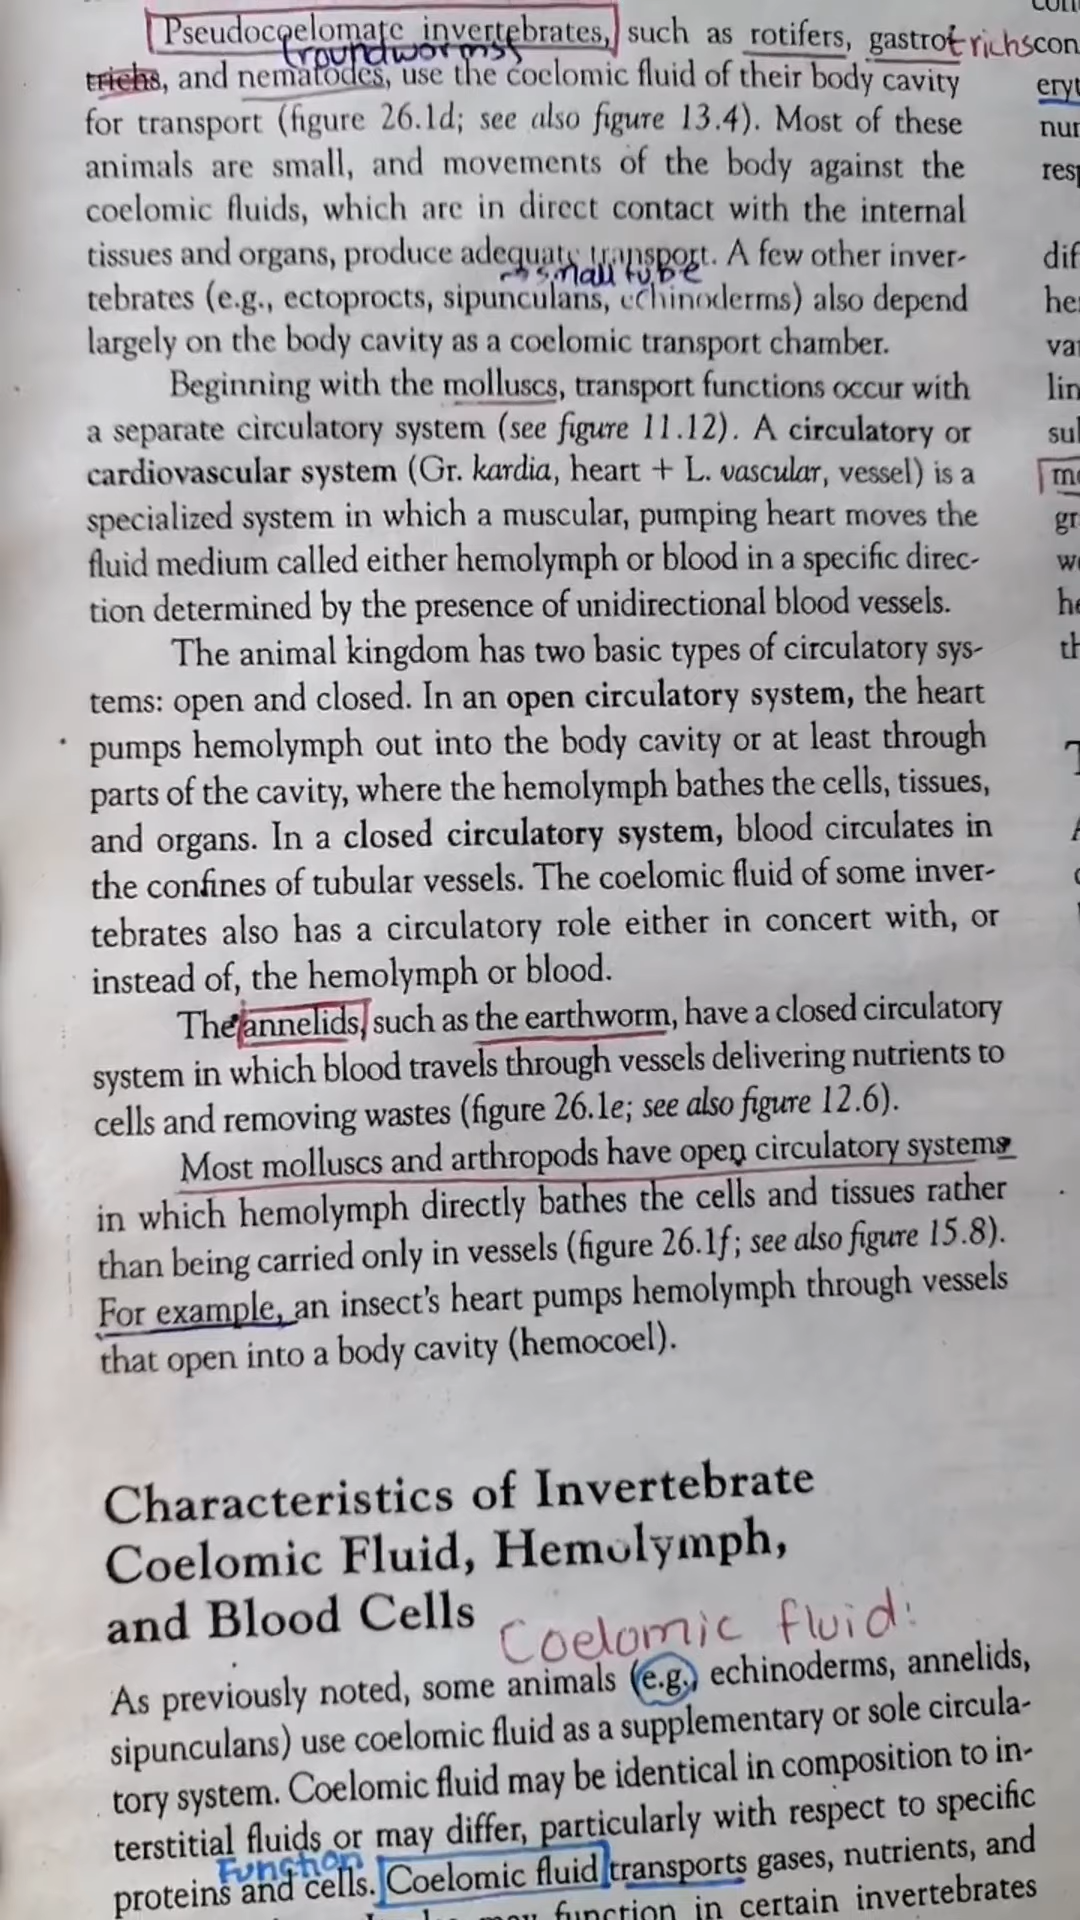 Pseudocoelomate invertebrates, such as rotifers, gastrotrichs
(roundworms)
trichs, and nematodes, use the coelomic fluid of their body cavity
for transport (figure 26.1d; see also figure 13.4). Most of these
animals are small, and movements of the body against the
coelomic fluids, which are in direct contact with the internal
tissues and organs, produce adequate transport. A few other inver-
→ small tube
tebrates (e.g., ectoprocts, sipunculans, echinoderms) also depend
largely on the body cavity as a coelomic transport chamber.
Beginning with the molluscs, transport functions occur with
a separate circulatory system (see figure 11.12). A circulatory or
cardiovascular system (Gr. kardia, heart + L. vascular, vessel) is a
specialized system in which a muscular, pumping heart moves the
fluid medium called either hemolymph or blood in a specific direc-
tion determined by the presence of unidirectional blood vessels.
The animal kingdom has two basic types of circulatory sys-
tems: open and closed. In an open circulatory system, the heart
pumps hemolymph out into the body cavity or at least through
parts of the cavity, where the hemolymph bathes the cells, tissues,
and organs. In a closed circulatory system, blood circulates in
the confines of tubular vessels. The coelomic fluid of some inver-
tebrates also has a circulatory role either in concert with, or
instead of, the hemolymph or blood.
The annelids, such as the earthworm, have a closed circulatory
system in which blood travels through vessels delivering nutrients to
cells and removing wastes (figure 26.1e; see also figure 12.6).
Most molluscs and arthropods have open circulatory systems
in which hemolymph directly bathes the cells and tissues rather
than being carried only in vessels (figure 26.1f; see also figure 15.8).
For example, an insect's heart pumps hemolymph through vessels
that open into a body cavity (hemocoel).
Characteristics of Invertebrate
Coelomic Fluid, Hemolymph,
and Blood Cells
Coelomic fluid:
As previously noted, some animals (e.g., echinoderms, annelids,
sipunculans) use coelomic fluid as a supplementary or sole circula-
tory system. Coelomic fluid may be identical in composition to in-
terstitial fluids or may differ, particularly with respect to specific
Function
proteins and cells. Coelomic fluid transports gases, nutrients, and
function in certain invertebrates
con
ery
nur
res
dif
he
va
lin
sul
gr
w
he
th